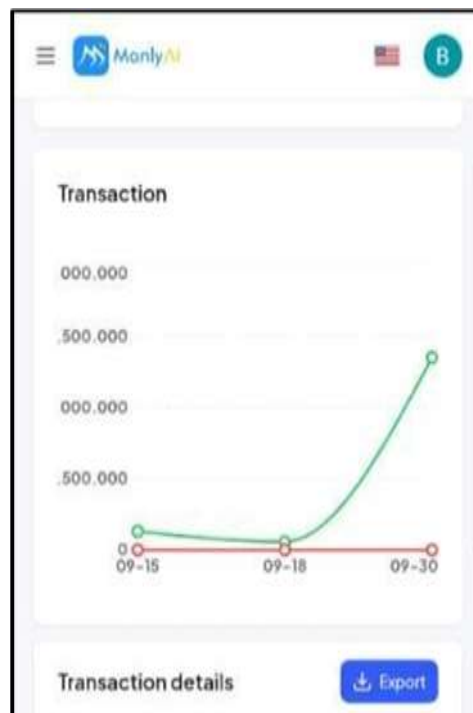 ManlyAi
B
Transaction
000.000
.500.000
000.000
.500.000
0
09-15 09-18 09-30
Transaction details
Export